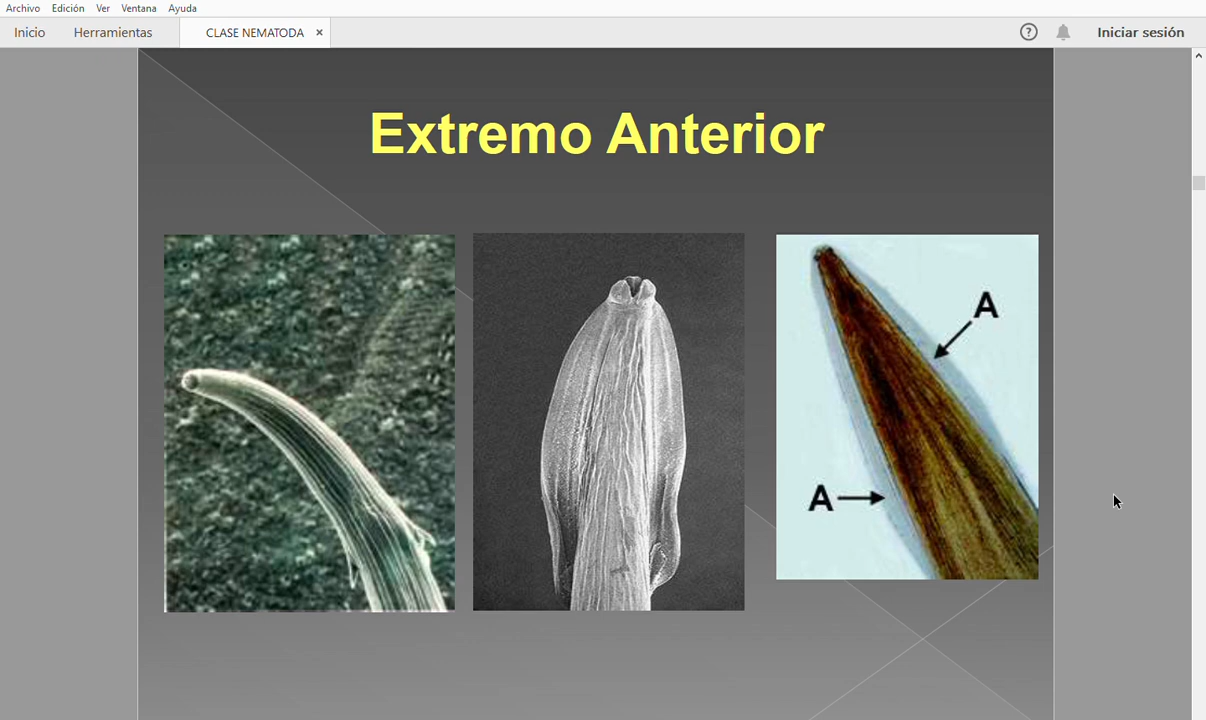 Archivo Edición Ver Ventana Ayuda
Inicio Herramientas CLASE NEMATODA × ? Iniciar sesión
Extremo Anterior
A
A